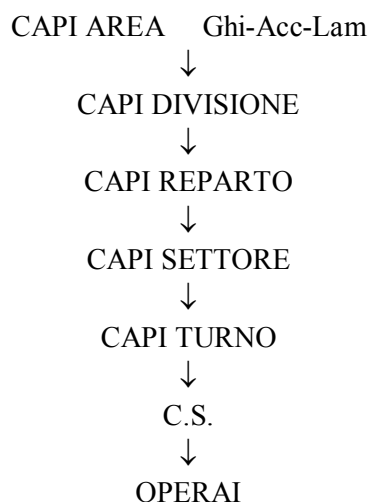 CAPI AREA Ghi-Acc-Lam
↓
CAPI DIVISIONE
↓
CAPI REPARTO
↓
CAPI SETTORE
↓
CAPI TURNO
↓
C.S.
↓
OPERAI